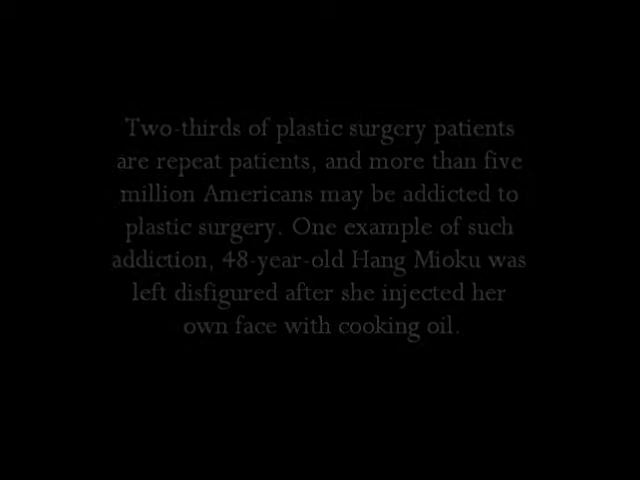 Two-thirds of plastic surgery patients
are repeat patients, and more than five
million Americans may be addicted to
plastic surgery. One example of such
addiction, 48-year-old Hang Mioku was
left disfigured after she injected her
own face with cooking oil.